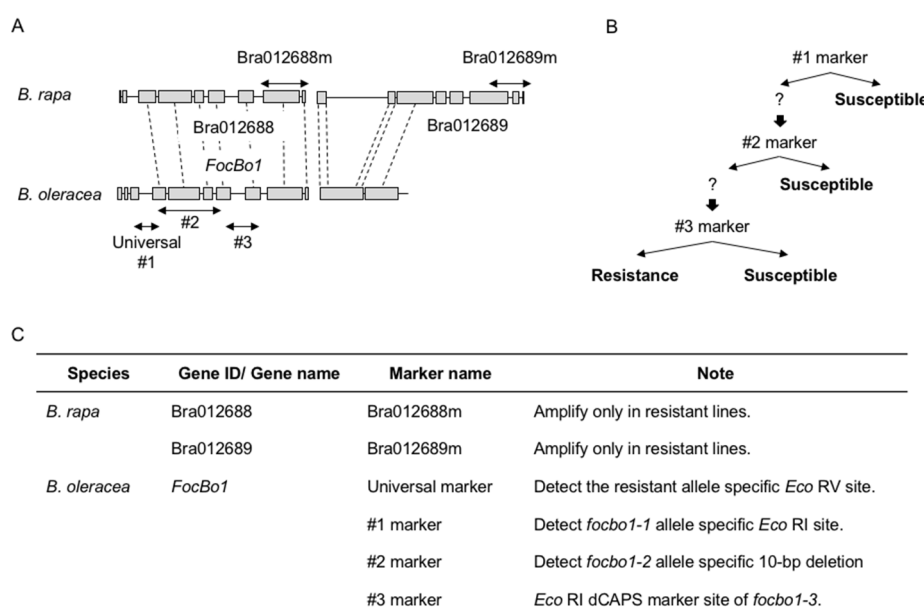 A
Bra012688m
Bra012689m
B. rapa
Bra012688
Bra012689
FocBo1
B. oleracea
#2
#3
Universal
#1
B
#1 marker
?
Susceptible
#2 marker
?
Susceptible
#3 marker
Resistance Susceptible
C
Species Gene ID/ Gene name Marker name Note
B. rapa Bra012688 Bra012688m Amplify only in resistant lines.
Bra012689 Bra012689m Amplify only in resistant lines.
B. oleracea FocBo1 Universal marker Detect the resistant allele specific Eco RV site.
#1 marker Detect focbo1-1 allele specific Eco RI site.
#2 marker Detect focbo1-2 allele specific 10-bp deletion
#3 marker Eco RI dCAPS marker site of focbo1-3.